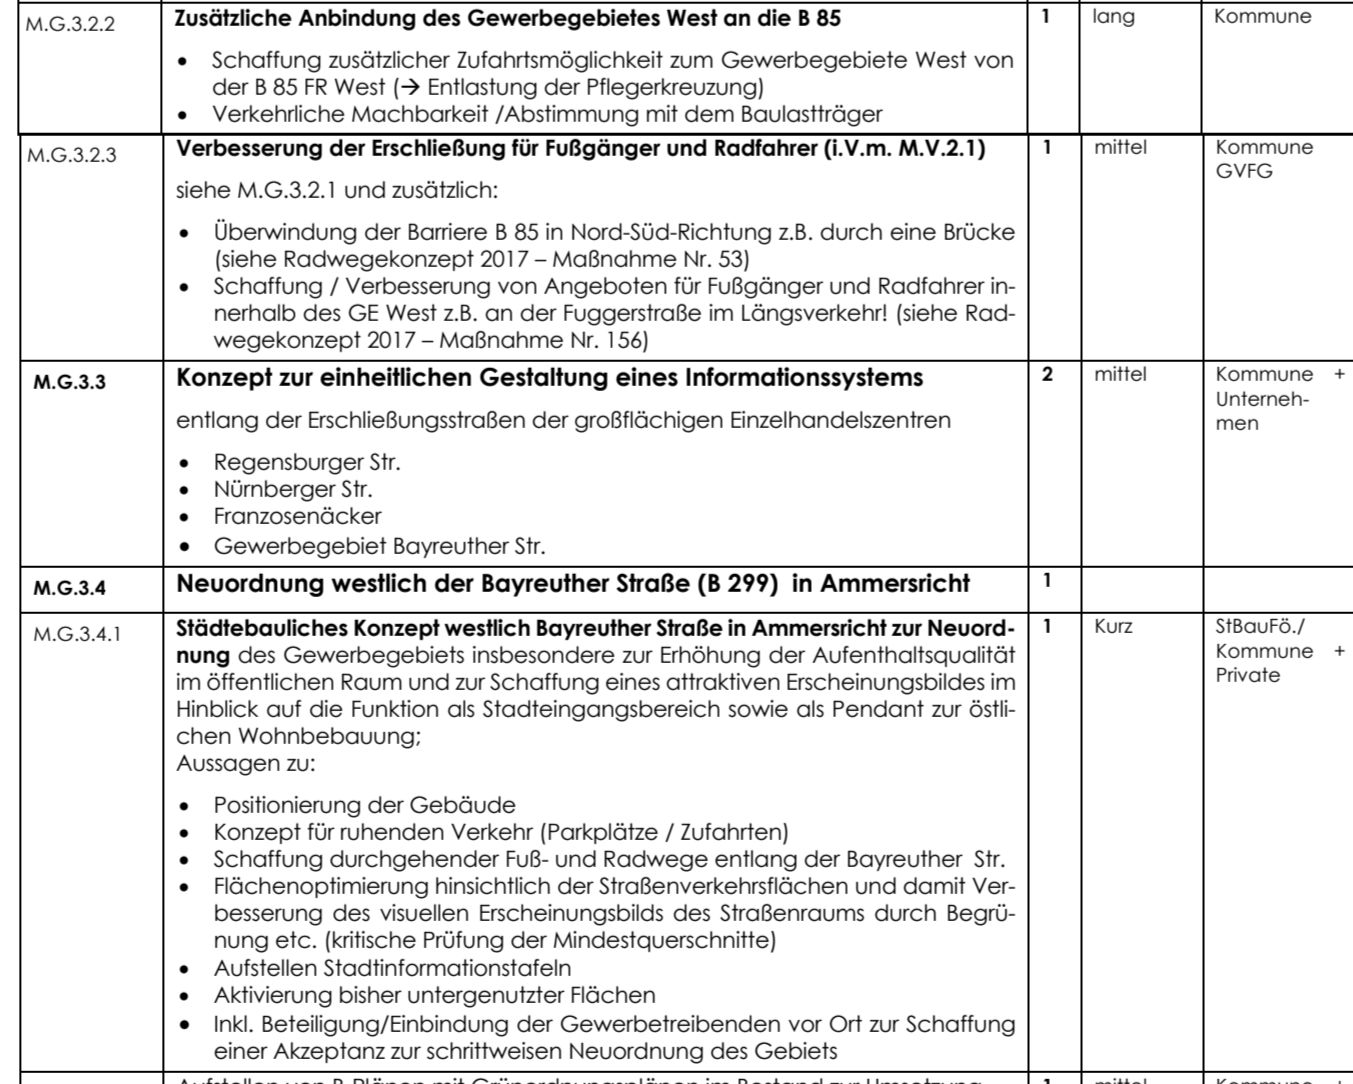 M.G.3.2.2 Zusätzliche Anbindung des Gewerbegebietes West an die B 85 1 lang Kommune
• Schaffung zusätzlicher Zufahrtsmöglichkeit zum Gewerbegebiete West von
der B 85 FR West (→ Entlastung der Pflegerkreuzung)
• Verkehrliche Machbarkeit /Abstimmung mit dem Baulastträger
M.G.3.2.3 Verbesserung der Erschließung für Fußgänger und Radfahrer (i.V.m. M.V.2.1) 1 mittel Kommune
GVFG
siehe M.G.3.2.1 und zusätzlich:
• Überwindung der Barriere B 85 in Nord-Süd-Richtung z.B. durch eine Brücke
(siehe Radwegekonzept 2017 – Maßnahme Nr. 53)
• Schaffung / Verbesserung von Angeboten für Fußgänger und Radfahrer in-
nerhalb des GE West z.B. an der Fuggerstraße im Längsverkehr! (siehe Rad-
wegekonzept 2017 – Maßnahme Nr. 156)
M.G.3.3 Konzept zur einheitlichen Gestaltung eines Informationssystems 2 mittel Kommune +
Unterneh-
men
entlang der Erschließungsstraßen der großflächigen Einzelhandelszentren
• Regensburger Str.
• Nürnberger Str.
• Franzosenäcker
• Gewerbegebiet Bayreuther Str.
M.G.3.4 Neuordnung westlich der Bayreuther Straße (B 299) in Ammersricht 1
M.G.3.4.1 Städtebauliches Konzept westlich Bayreuther Straße in Ammersricht zur Neuord- 1 Kurz StBauFö./
nung des Gewerbegebiets insbesondere zur Erhöhung der Aufenthaltsqualität Kommune +
im öffentlichen Raum und zur Schaffung eines attraktiven Erscheinungsbildes im Private
Hinblick auf die Funktion als Stadteingangsbereich sowie als Pendant zur östli-
chen Wohnbebauung;
Aussagen zu:
• Positionierung der Gebäude
• Konzept für ruhenden Verkehr (Parkplätze / Zufahrten)
• Schaffung durchgehender Fuß- und Radwege entlang der Bayreuther Str.
• Flächenoptimierung hinsichtlich der Straßenverkehrsflächen und damit Ver-
besserung des visuellen Erscheinungsbilds des Straßenraums durch Begrü-
nung etc. (kritische Prüfung der Mindestquerschnitte)
• Aufstellen Stadtinformationstafeln
• Aktivierung bisher untergenutzter Flächen
• Inkl. Beteiligung/Einbindung der Gewerbetreibenden vor Ort zur Schaffung
einer Akzeptanz zur schrittweisen Neuordnung des Gebiets
Aufstellen von B-Plänen mit Grünordnungsplänen im Bestand zur Umsetzung 1 mittel Kommune +